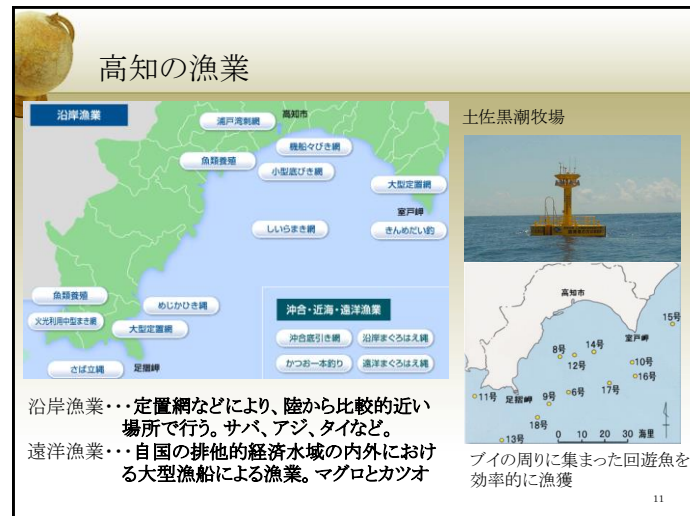 高知の漁業
沿岸漁業
浦戸湾刺網
高知市
機船々びき網
魚類養殖
小型底びき網
大型定置網
室戸岬
しいらまき網
きんめだい釣
魚類養殖
めじかひき縄
火光利用中型まき網
大型定置網
さば立縄
足摺岬
沖合・近海・遠洋漁業
沖合底引き網
沿岸まぐろはえ縄
かつお一本釣り
遠洋まぐろはえ縄
沿岸漁業・・・定置網などにより、陸から比較的近い
場所で行う。サバ、アジ、タイなど。
遠洋漁業・・・自国の排他的経済水域の内外におけ
る大型漁船による漁業。マグロとカツオ
土佐黒潮牧場
高知市
15号
室戸岬
8号
14号
12号
10号
16号
11号
足摺岬
9号
6号
17号
18号
13号
0 10 20 30 海里
ブイの周りに集まった回遊魚を
効率的に漁獲
11